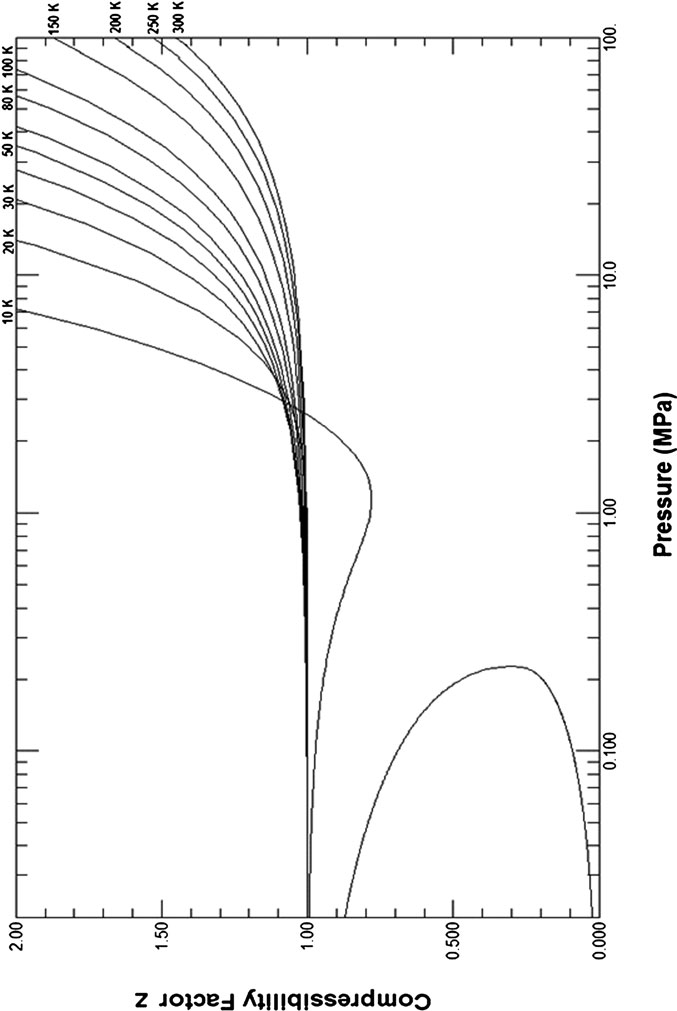 Compressibility Factor Z
2.00
1.50
1.00
0.500
0.000
10 K
20 K
30 K
50 K
80 K
100 K
150 K
200 K
250 K
300 K
0.100
1.00
10.0
100.
Pressure (MPa)